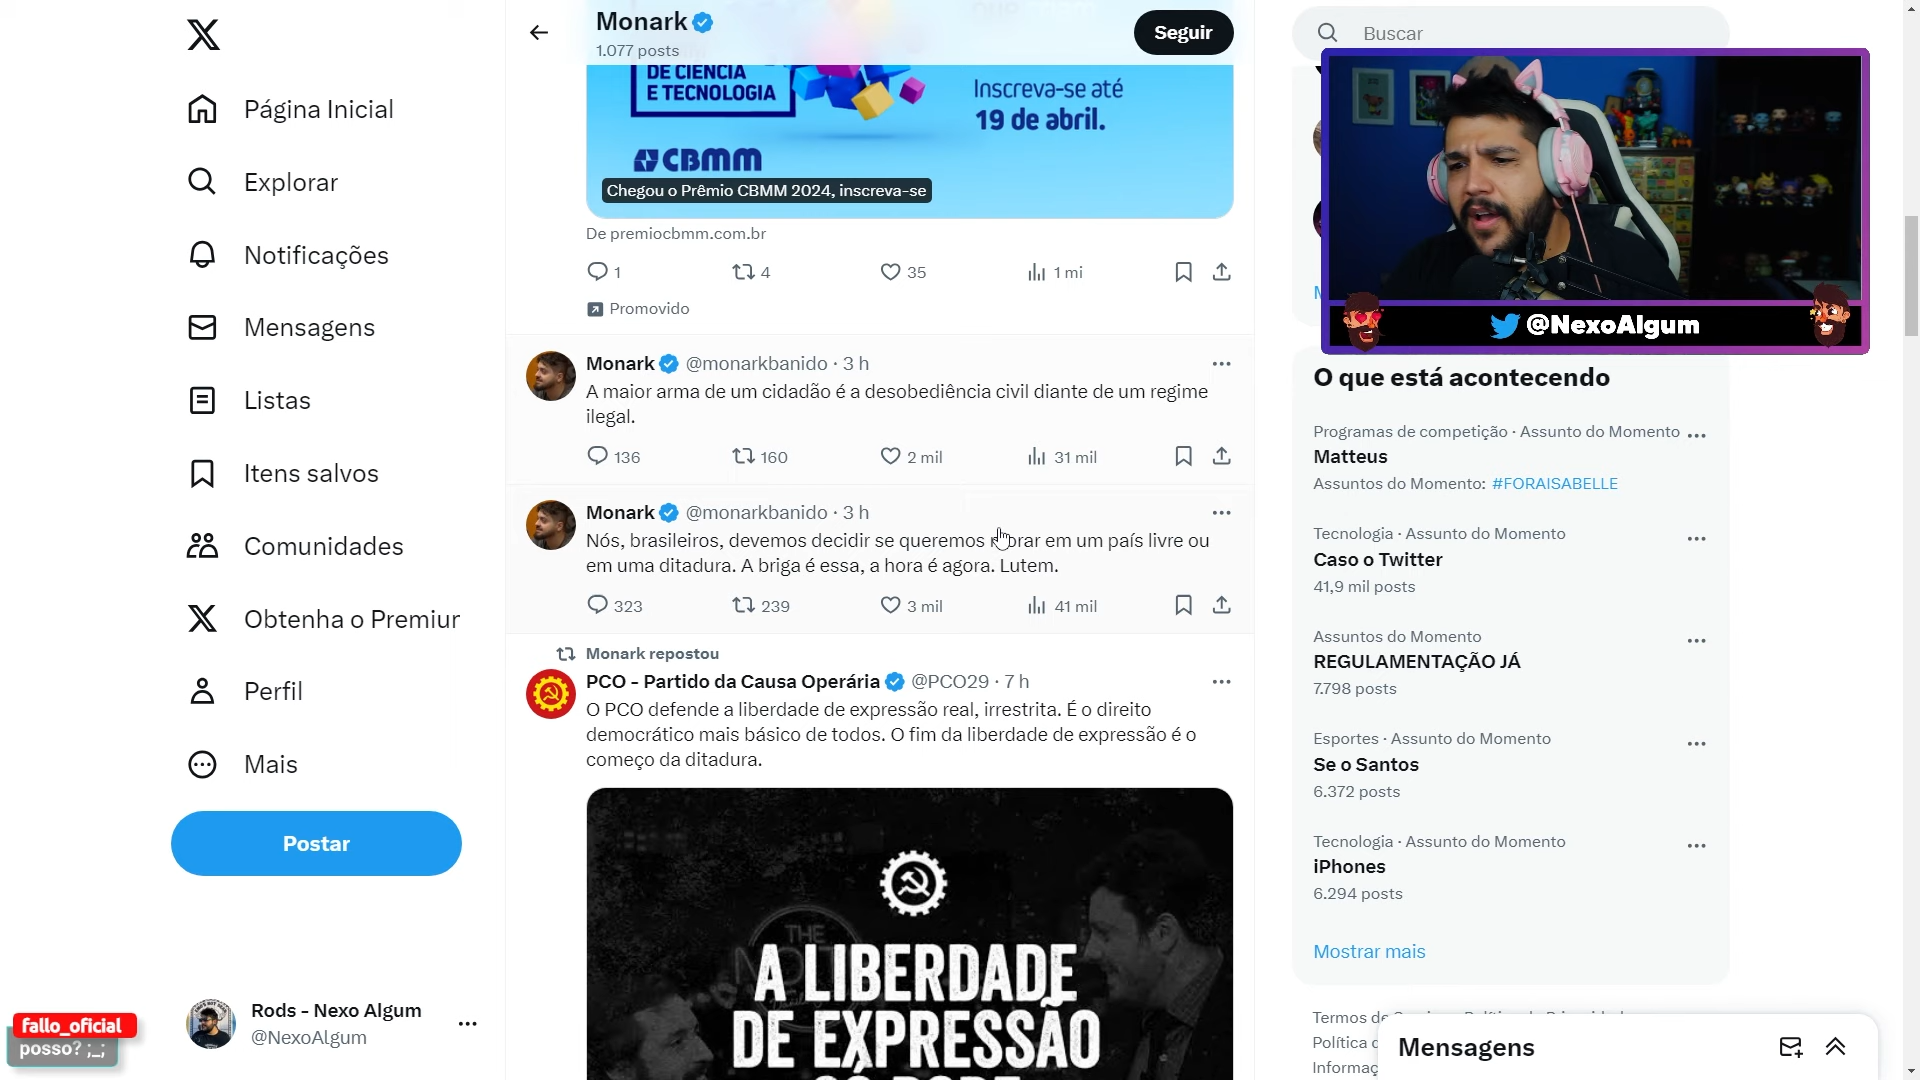 Página Inicial
Explorar
Notificações
Mensagens
Listas
Itens salvos
Comunidades
Obtenha o Premiur
Perfil
Mais
Postar
Rods - Nexo Algum
@NexoAlgum
fallo_oficial
posso? ;_;
Monark
1.077 posts
Seguir
DE CIÊNCIA
E TECNOLOGIA
Inscreva-se até
19 de abril.
CBMM
Chegou o Prêmio CBMM 2024, inscreva-se
De premiocbmm.com.br
1 4 35 1 mi
Promovido
Monark @monarkbanido · 3 h
A maior arma de um cidadão é a desobediência civil diante de um regime
ilegal.
136 160 2 mil 31 mil
Monark @monarkbanido · 3 h
Nós, brasileiros, devemos decidir se queremos em um país livre ou
em uma ditadura. A briga é essa, a hora é agora. Lutem.
323 239 3 mil 41 mil
Monark repostou
PCO - Partido da Causa Operária @PCO29 · 7 h
O PCO defende a liberdade de expressão real, irrestrita. É o direito
democrático mais básico de todos. O fim da liberdade de expressão é o
começo da ditadura.
THE
A LIBERDADE
DE EXPRESSÃO
Buscar
@NexoAlgum
O que está acontecendo
Programas de competição · Assunto do Momento
Matteus
Assuntos do Momento: #FORAISABELLE
Tecnologia · Assunto do Momento
Caso o Twitter
41,9 mil posts
Assuntos do Momento
REGULAMENTAÇÃO JÁ
7.798 posts
Esportes · Assunto do Momento
Se o Santos
6.372 posts
Tecnologia · Assunto do Momento
iPhones
6.294 posts
Mostrar mais
Termos de
Política
Mensagens